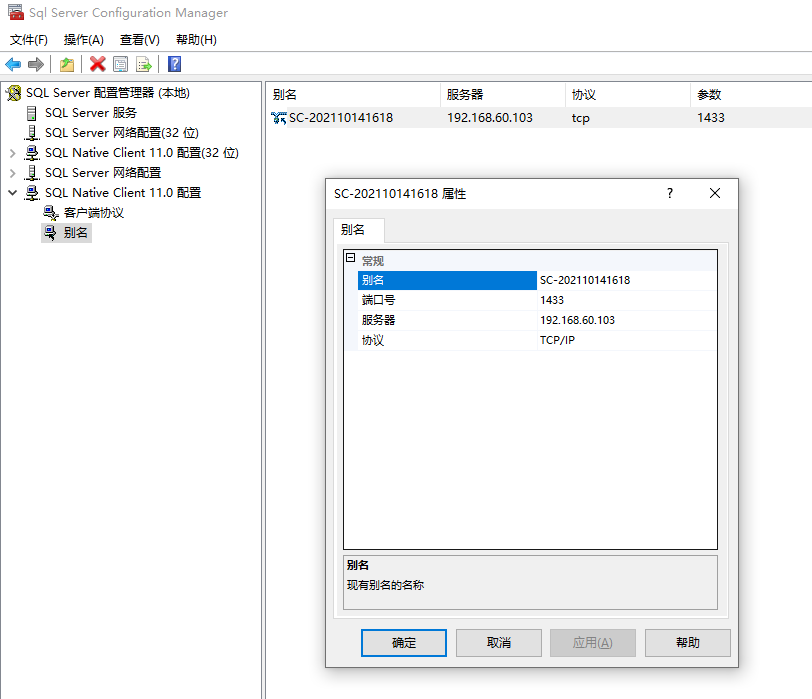 Sql Server Configuration Manager
文件(F) 操作(A) 查看(V) 帮助(H)
SQL Server 配置管理器 (本地)
SQL Server 服务
SQL Server 网络配置(32 位)
SQL Native Client 11.0 配置(32 位)
SQL Server 网络配置
SQL Native Client 11.0 配置
客户端协议
别名
别名 服务器 协议 参数
SC-202110141618 192.168.60.103 tcp 1433
SC-202110141618 属性
别名
常规
别名 SC-202110141618
端口号 1433
服务器 192.168.60.103
协议 TCP/IP
别名
现有别名的名称
确定 取消 应用(A) 帮助